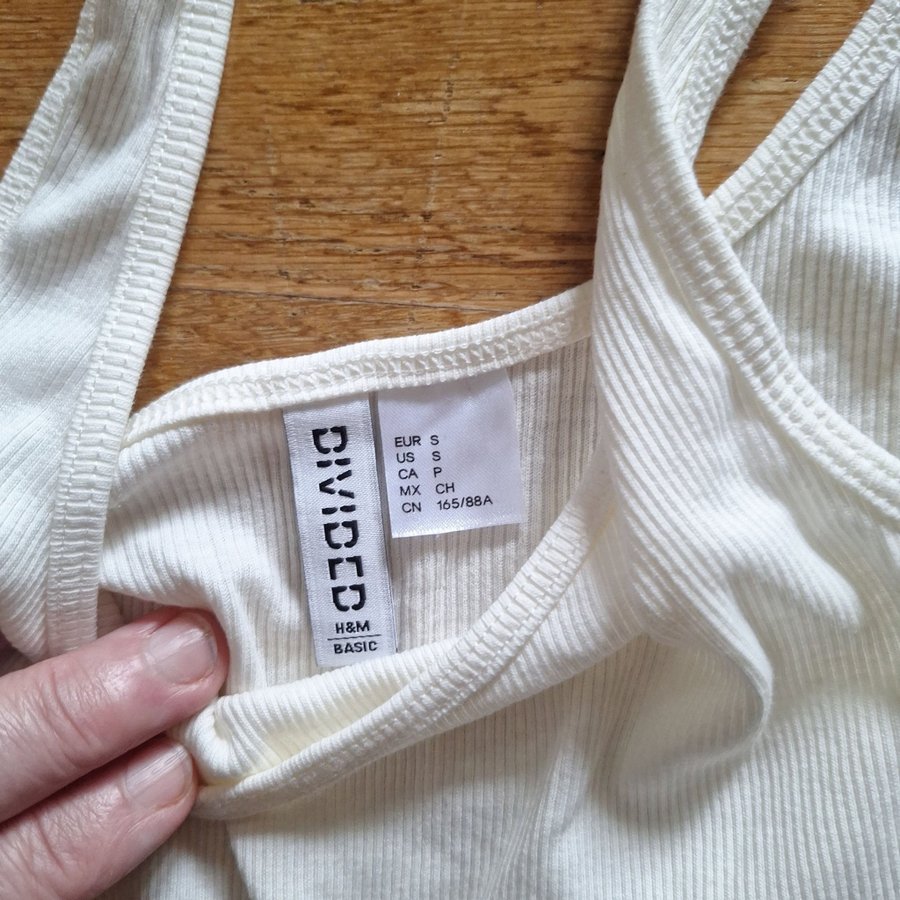 DIVIDED
H&M
BASIC
EUR S
US S
CA P
MX CH
CN 165/88A